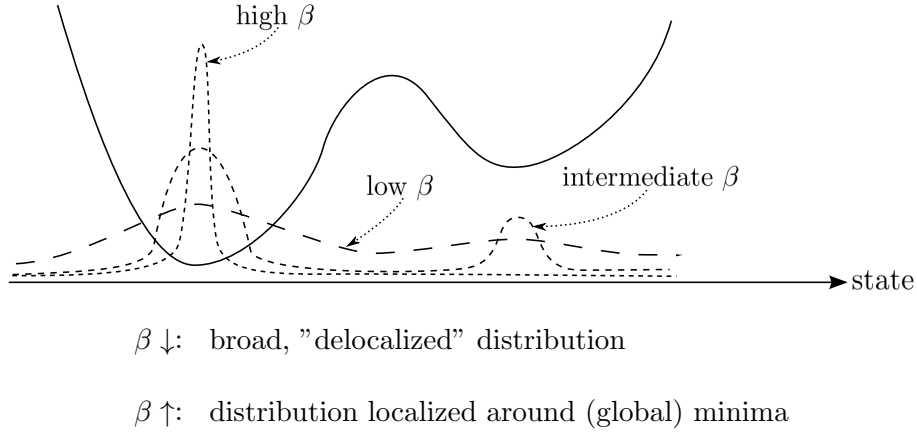 high β
low β
intermediate β
state
β ↓: broad, ”delocalized” distribution
β ↑: distribution localized around (global) minima